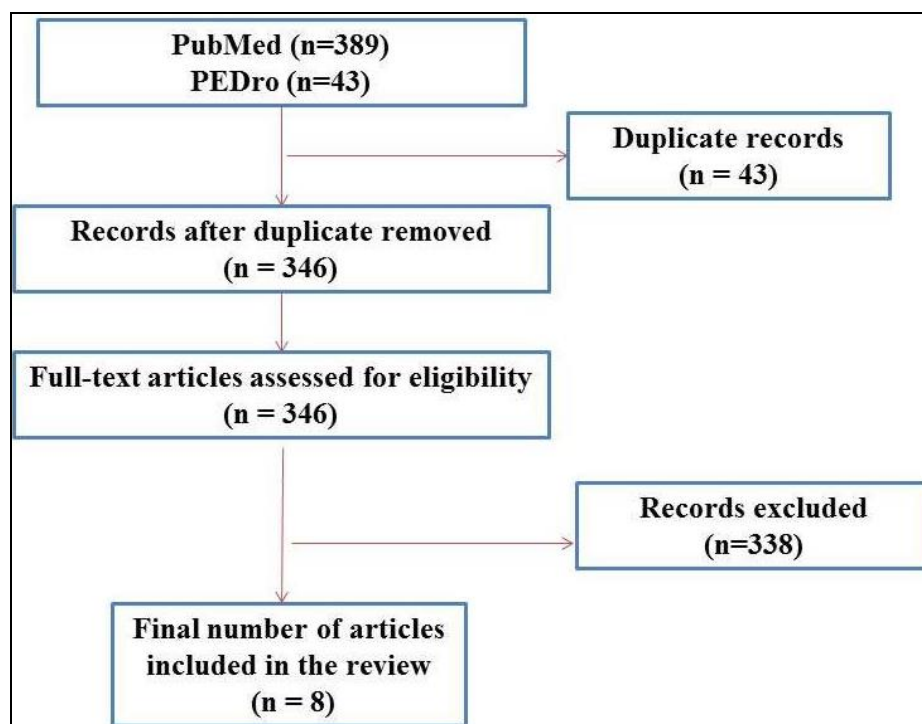 PubMed (n=389)
PEDro (n=43)
Duplicate records
(n = 43)
Records after duplicate removed
(n = 346)
Full-text articles assessed for eligibility
(n = 346)
Records excluded
(n=338)
Final number of articles
included in the review
(n = 8)